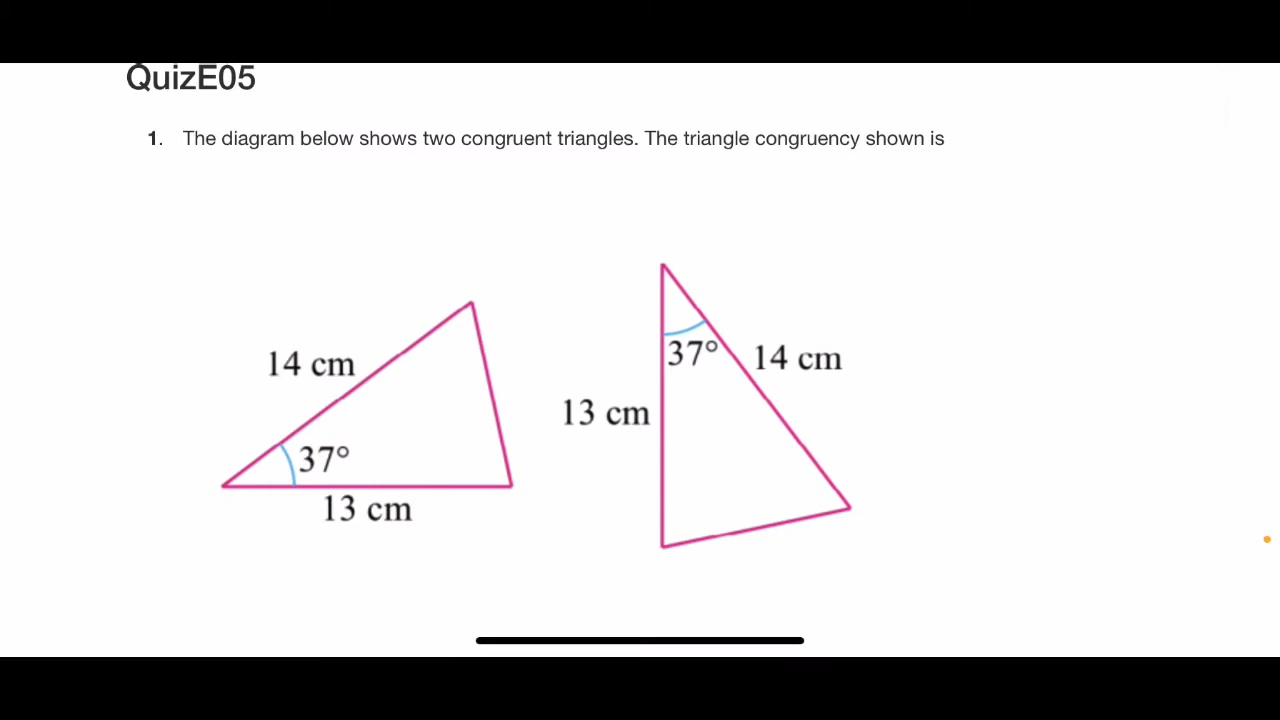 QuizE05
1. The diagram below shows two congruent triangles. The triangle congruency shown is
14 cm
37°
13 cm
37°
14 cm
13 cm